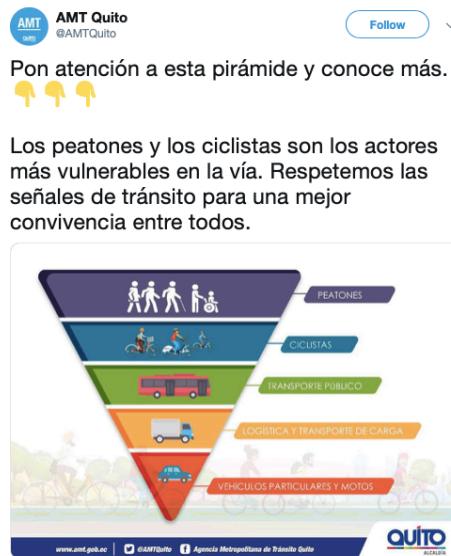 AMT
QUITO
AMT Quito
@AMTQuito
Follow
Pon atención a esta pirámide y conoce más.
Los peatones y los ciclistas son los actores
más vulnerables en la vía. Respetemos las
señales de tránsito para una mejor
convivencia entre todos.
PEATONES
CICLISTAS
TRANSPORTE PÚBLICO
LOGÍSTICA Y TRANSPORTE DE CARGA
VEHÍCULOS PARTICULARES Y MOTOS
www.amt.gob.ec
@AMTQuito
Agencia Metropolitana de Tránsito Quito
QUITO
ALCALDÍA